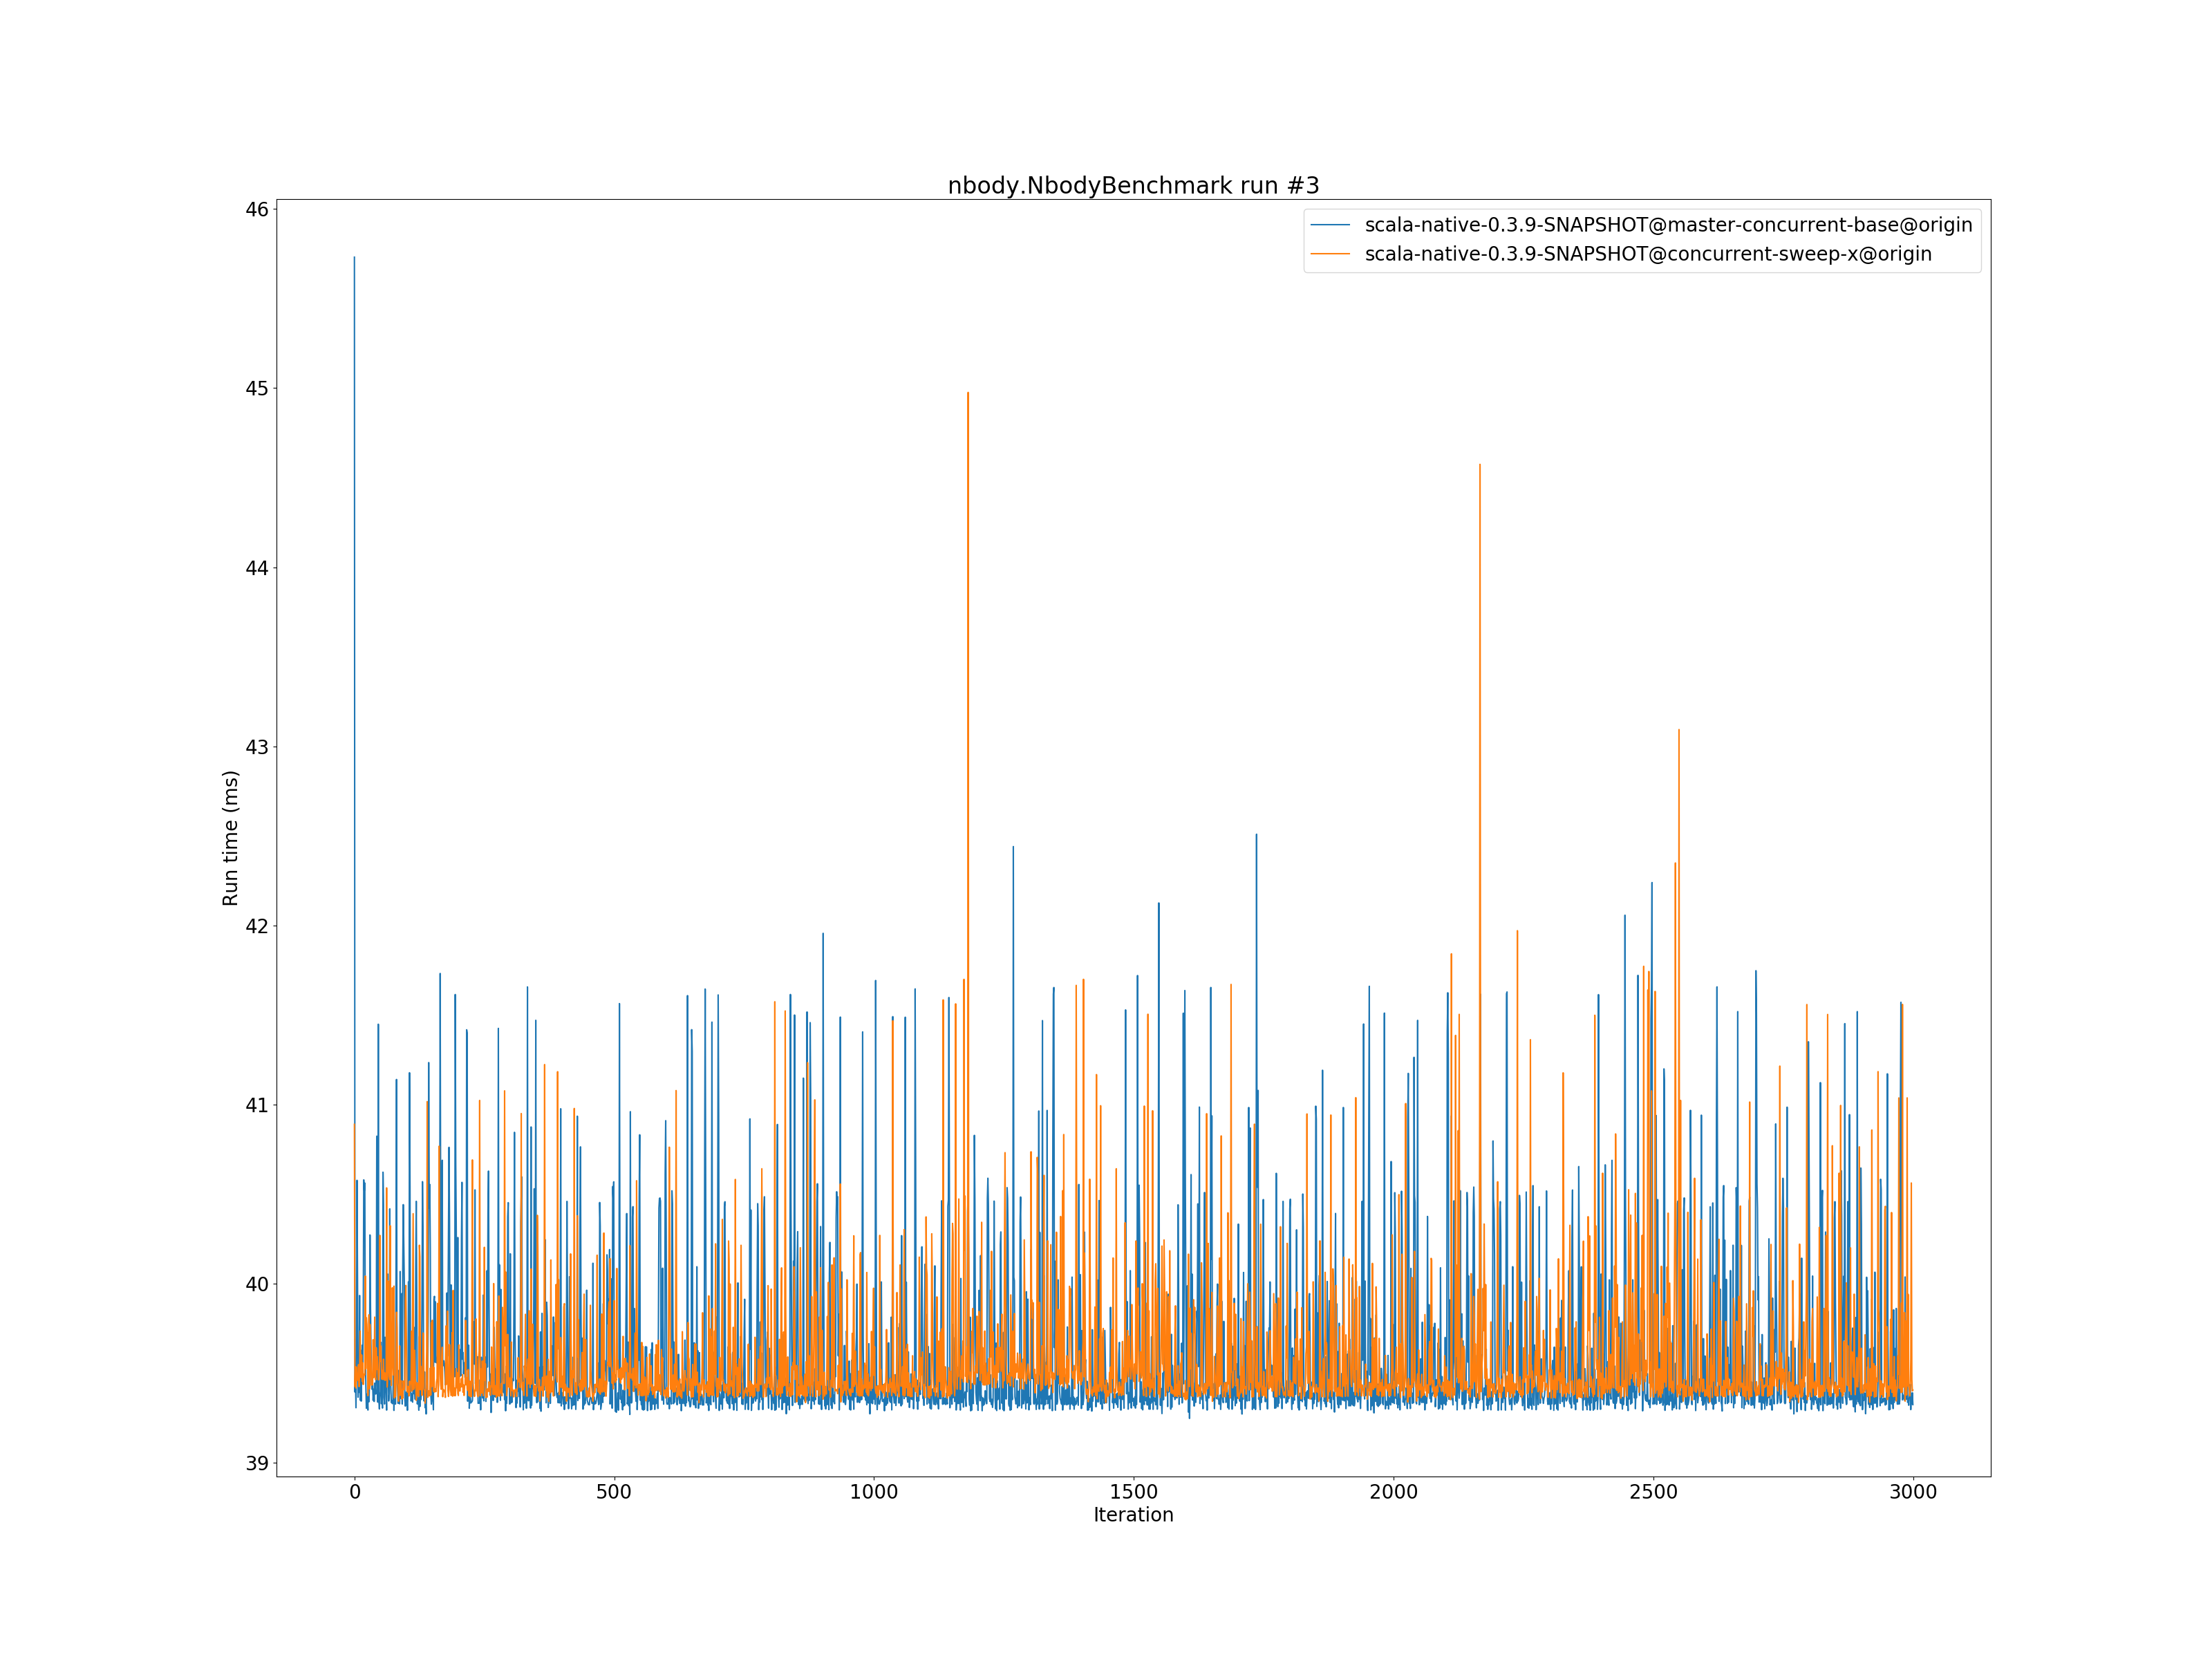 nbody.NbodyBenchmark run #3
scala-native-0.3.9-SNAPSHOT@master-concurrent-base@origin
scala-native-0.3.9-SNAPSHOT@concurrent-sweep-x@origin
46
45
44
43
42
41
40
39
Run time (ms)
0 500 1000 1500 2000 2500 3000
Iteration